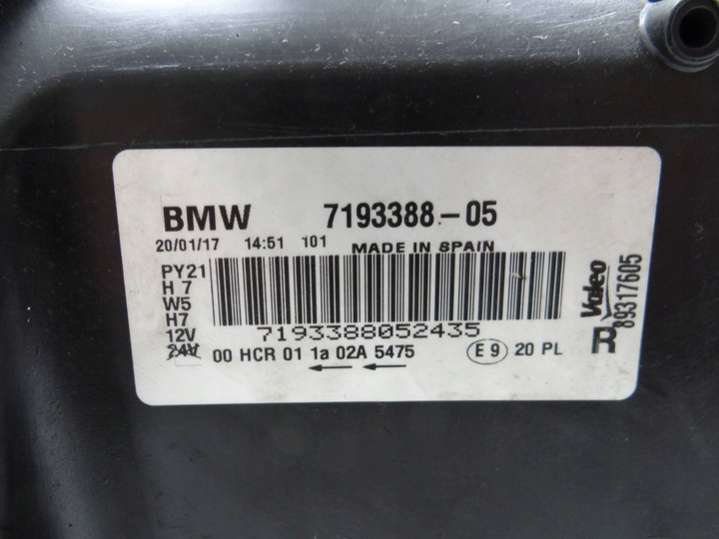 BMW 7193388-05
20/01/17 14:51 101 MADE IN SPAIN
PY21
H 7
W5
H7
12V
24V
7193388052435
00 HCR 01 1a 02A 5475 E 9 20 PL
Valeo
R 89317605